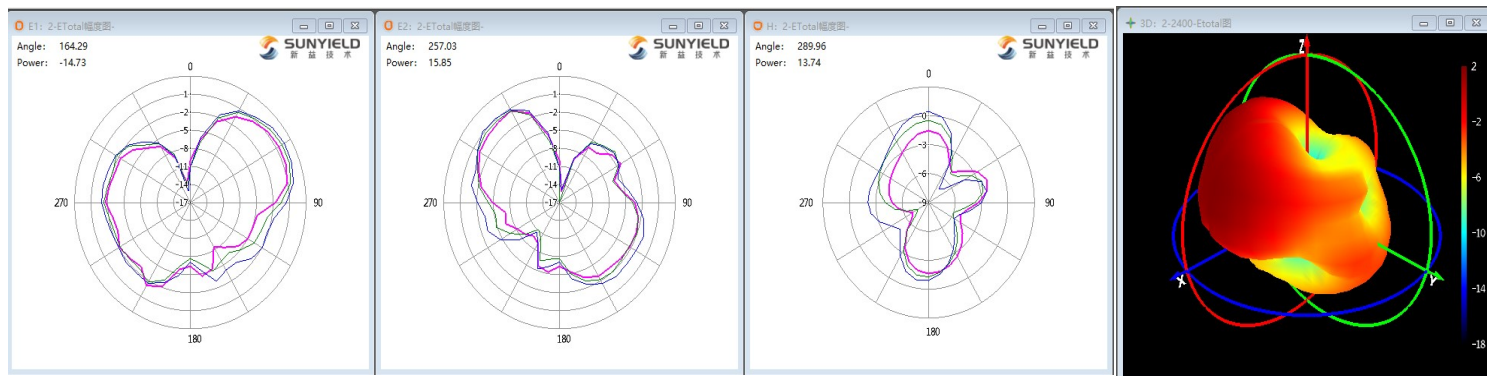 E1: 2-ETotal幅度图-
Angle: 164.29
Power: -14.73
SUNYIELD
新益技术
0
1
-2
-5
-8
-11
-14
-17
270
90
180
E2: 2-ETotal幅度图-
Angle: 257.03
Power: 15.85
SUNYIELD
新益技术
0
1
-2
-5
-8
-11
-14
-17
270
90
180
H: 2-ETotal幅度图-
Angle: 289.96
Power: 13.74
SUNYIELD
新益技术
0
-0
-3
-6
-9
270
90
180
3D: 2-2400-Etotal图
Z
X
Y
2
-2
-6
-10
-14
-18